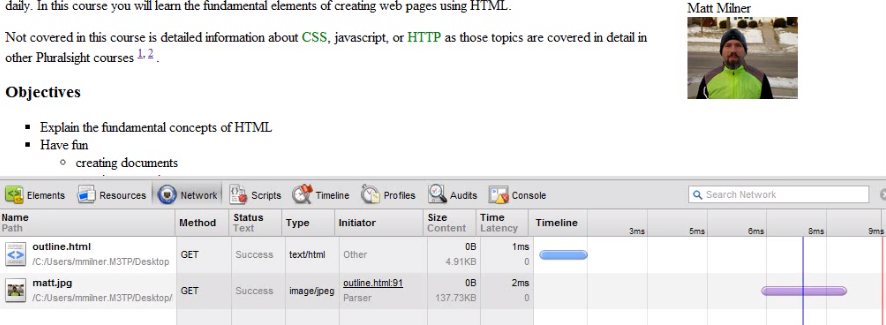 daily. In this course you will learn the fundamental elements of creating web pages using HTML.
Matt Milner
Not covered in this course is detailed information about CSS, javascript, or HTTP as those topics are covered in detail in
other Pluralsight courses 1, 2 .
Objectives
Explain the fundamental concepts of HTML
Have fun
creating documents
Elements Resources Network Scripts Timeline Profiles Audits Console Search Network
Name Path Method Status Text Type Initiator Size Content Time Latency Timeline 3ms 5ms 6ms 8ms 9ms
outline.html GET Success text/html Other 0B 1ms
/C:/Users/mmilner.M3TP/Desktop 4.91KB 0
matt.jpg GET Success image/jpeg outline.html:91 0B 2ms
/C:/Users/mmilner.M3TP/Desktop/ Parser 137.73KB 0